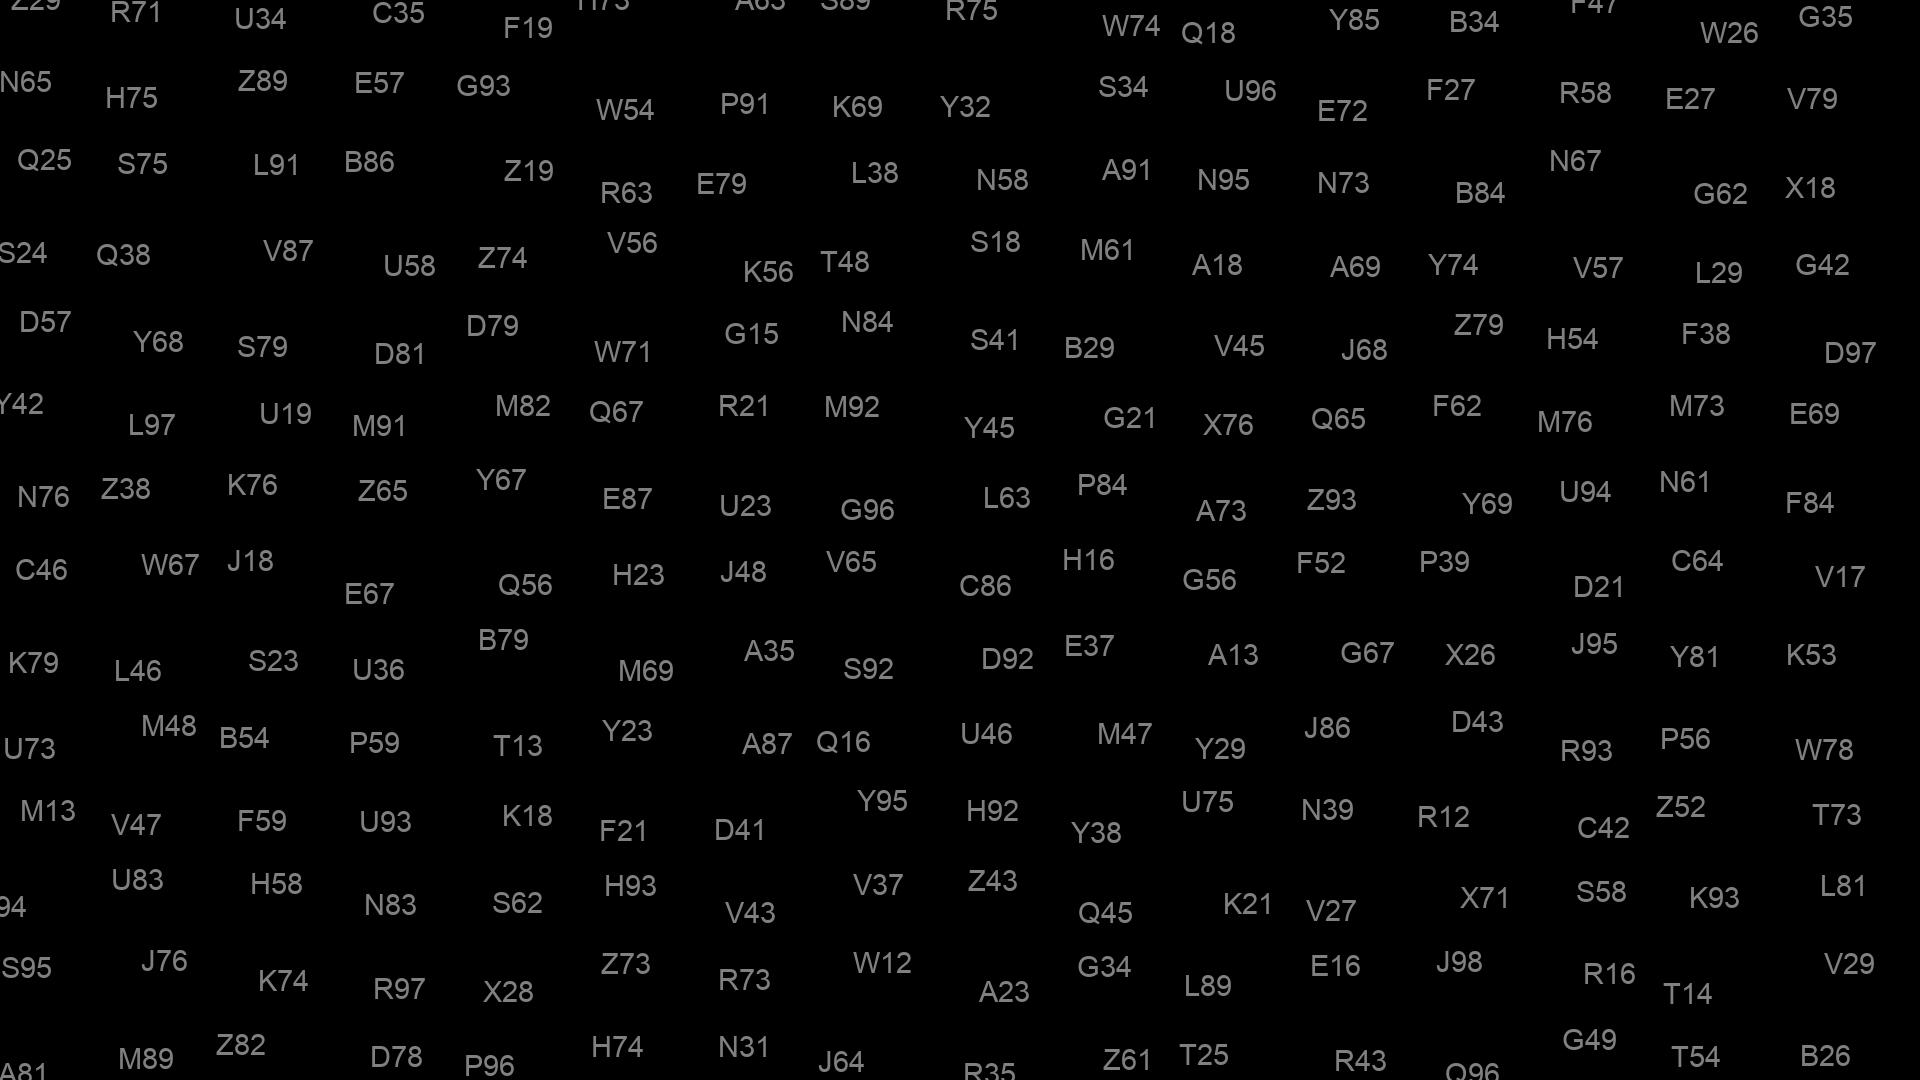 Z29 R71 U34 C35 F19 H73 A63 S89 R75 W74 Q18 Y85 B34 F47 W26 G35
N65 H75 Z89 E57 G93 W54 P91 K69 Y32 S34 U96 E72 F27 R58 E27 V79
Q25 S75 L91 B86 Z19 R63 E79 L38 N58 A91 N95 N73 B84 N67 G62 X18
S24 Q38 V87 U58 Z74 V56 K56 T48 S18 M61 A18 A69 Y74 V57 L29 G42
D57 Y68 S79 D81 D79 W71 G15 N84 S41 B29 V45 J68 Z79 H54 F38 D97
Y42 L97 U19 M91 M82 Q67 R21 M92 Y45 G21 X76 Q65 F62 M76 M73 E69
N76 Z38 K76 Z65 Y67 E87 U23 G96 L63 P84 A73 Z93 Y69 U94 N61 F84
C46 W67 J18 E67 Q56 H23 J48 V65 C86 H16 G56 F52 P39 D21 C64 V17
K79 L46 S23 U36 B79 M69 A35 S92 D92 E37 A13 G67 X26 J95 Y81 K53
U73 M48 B54 P59 T13 Y23 A87 Q16 U46 M47 Y29 J86 D43 R93 P56 W78
M13 V47 F59 U93 K18 F21 D41 Y95 H92 Y38 U75 N39 R12 C42 Z52 T73
94 U83 H58 N83 S62 H93 V43 V37 Z43 Q45 K21 V27 X71 S58 K93 L81
S95 J76 K74 R97 X28 Z73 R73 W12 A23 G34 L89 E16 J98 R16 T14 V29
A81 M89 Z82 D78 P96 H74 N31 J64 R35 Z61 T25 R43 Q96 G49 T54 B26